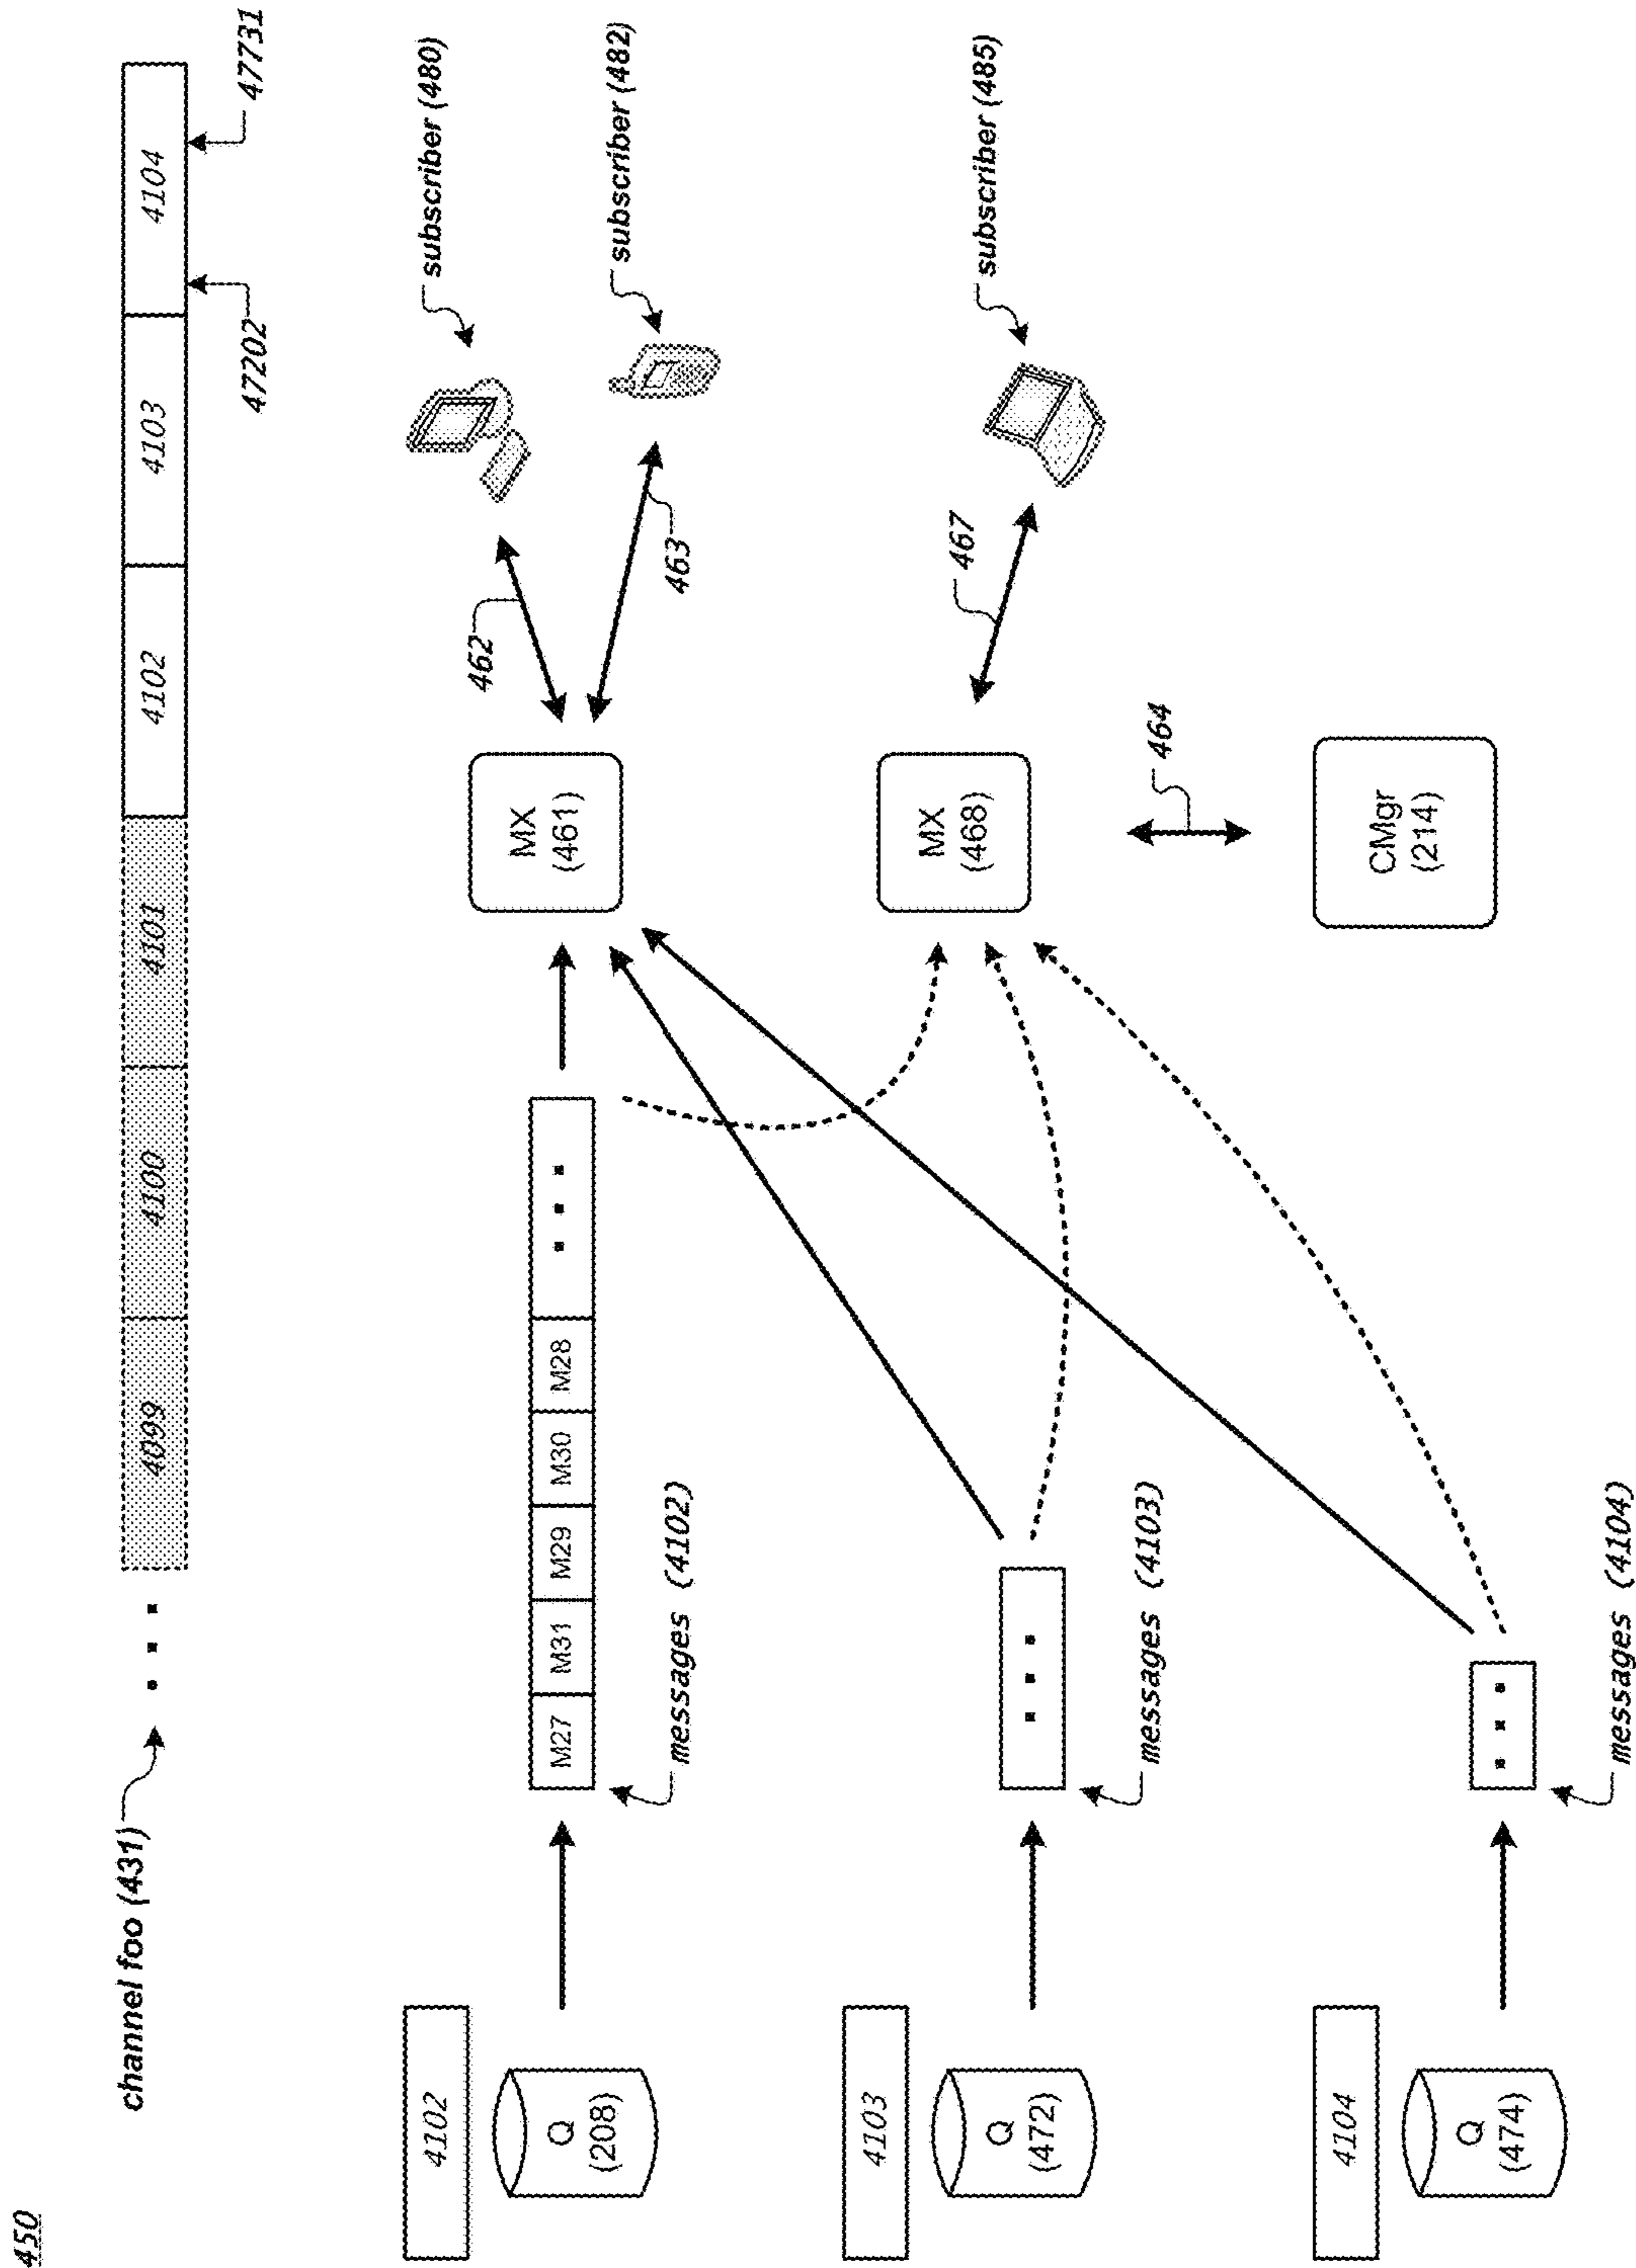 450
channel foo (431)
4099
4100
4101
4102
4103
4104
47202
47731
4102
Q
(208)
M27
M31
M29
M30
M28
messages (4102)
MX
(461)
462
463
subscriber (480)
subscriber (482)
4103
Q
(472)
messages (4103)
MX
(468)
467
subscriber (485)
464
4104
Q
(474)
messages (4104)
CMgr
(214)